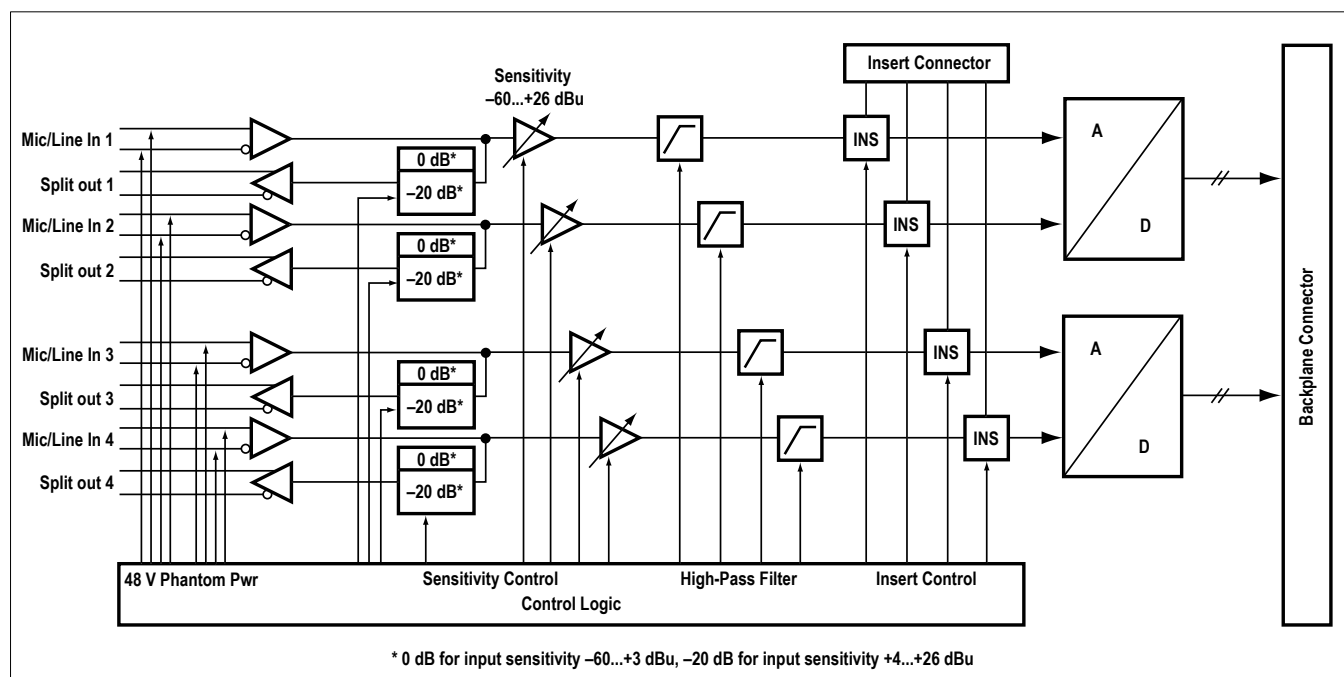 Insert Connector
Sensitivity
–60...+26 dBu
Mic/Line In 1
INS
A
D
0 dB*
–20 dB*
Split out 1
Mic/Line In 2
INS
0 dB*
–20 dB*
Split out 2
Backplane Connector
Mic/Line In 3
INS
A
D
0 dB*
–20 dB*
Split out 3
Mic/Line In 4
INS
0 dB*
–20 dB*
Split out 4
48 V Phantom Pwr
Sensitivity Control
High-Pass Filter
Insert Control
Control Logic
* 0 dB for input sensitivity –60...+3 dBu, –20 dB for input sensitivity +4...+26 dBu